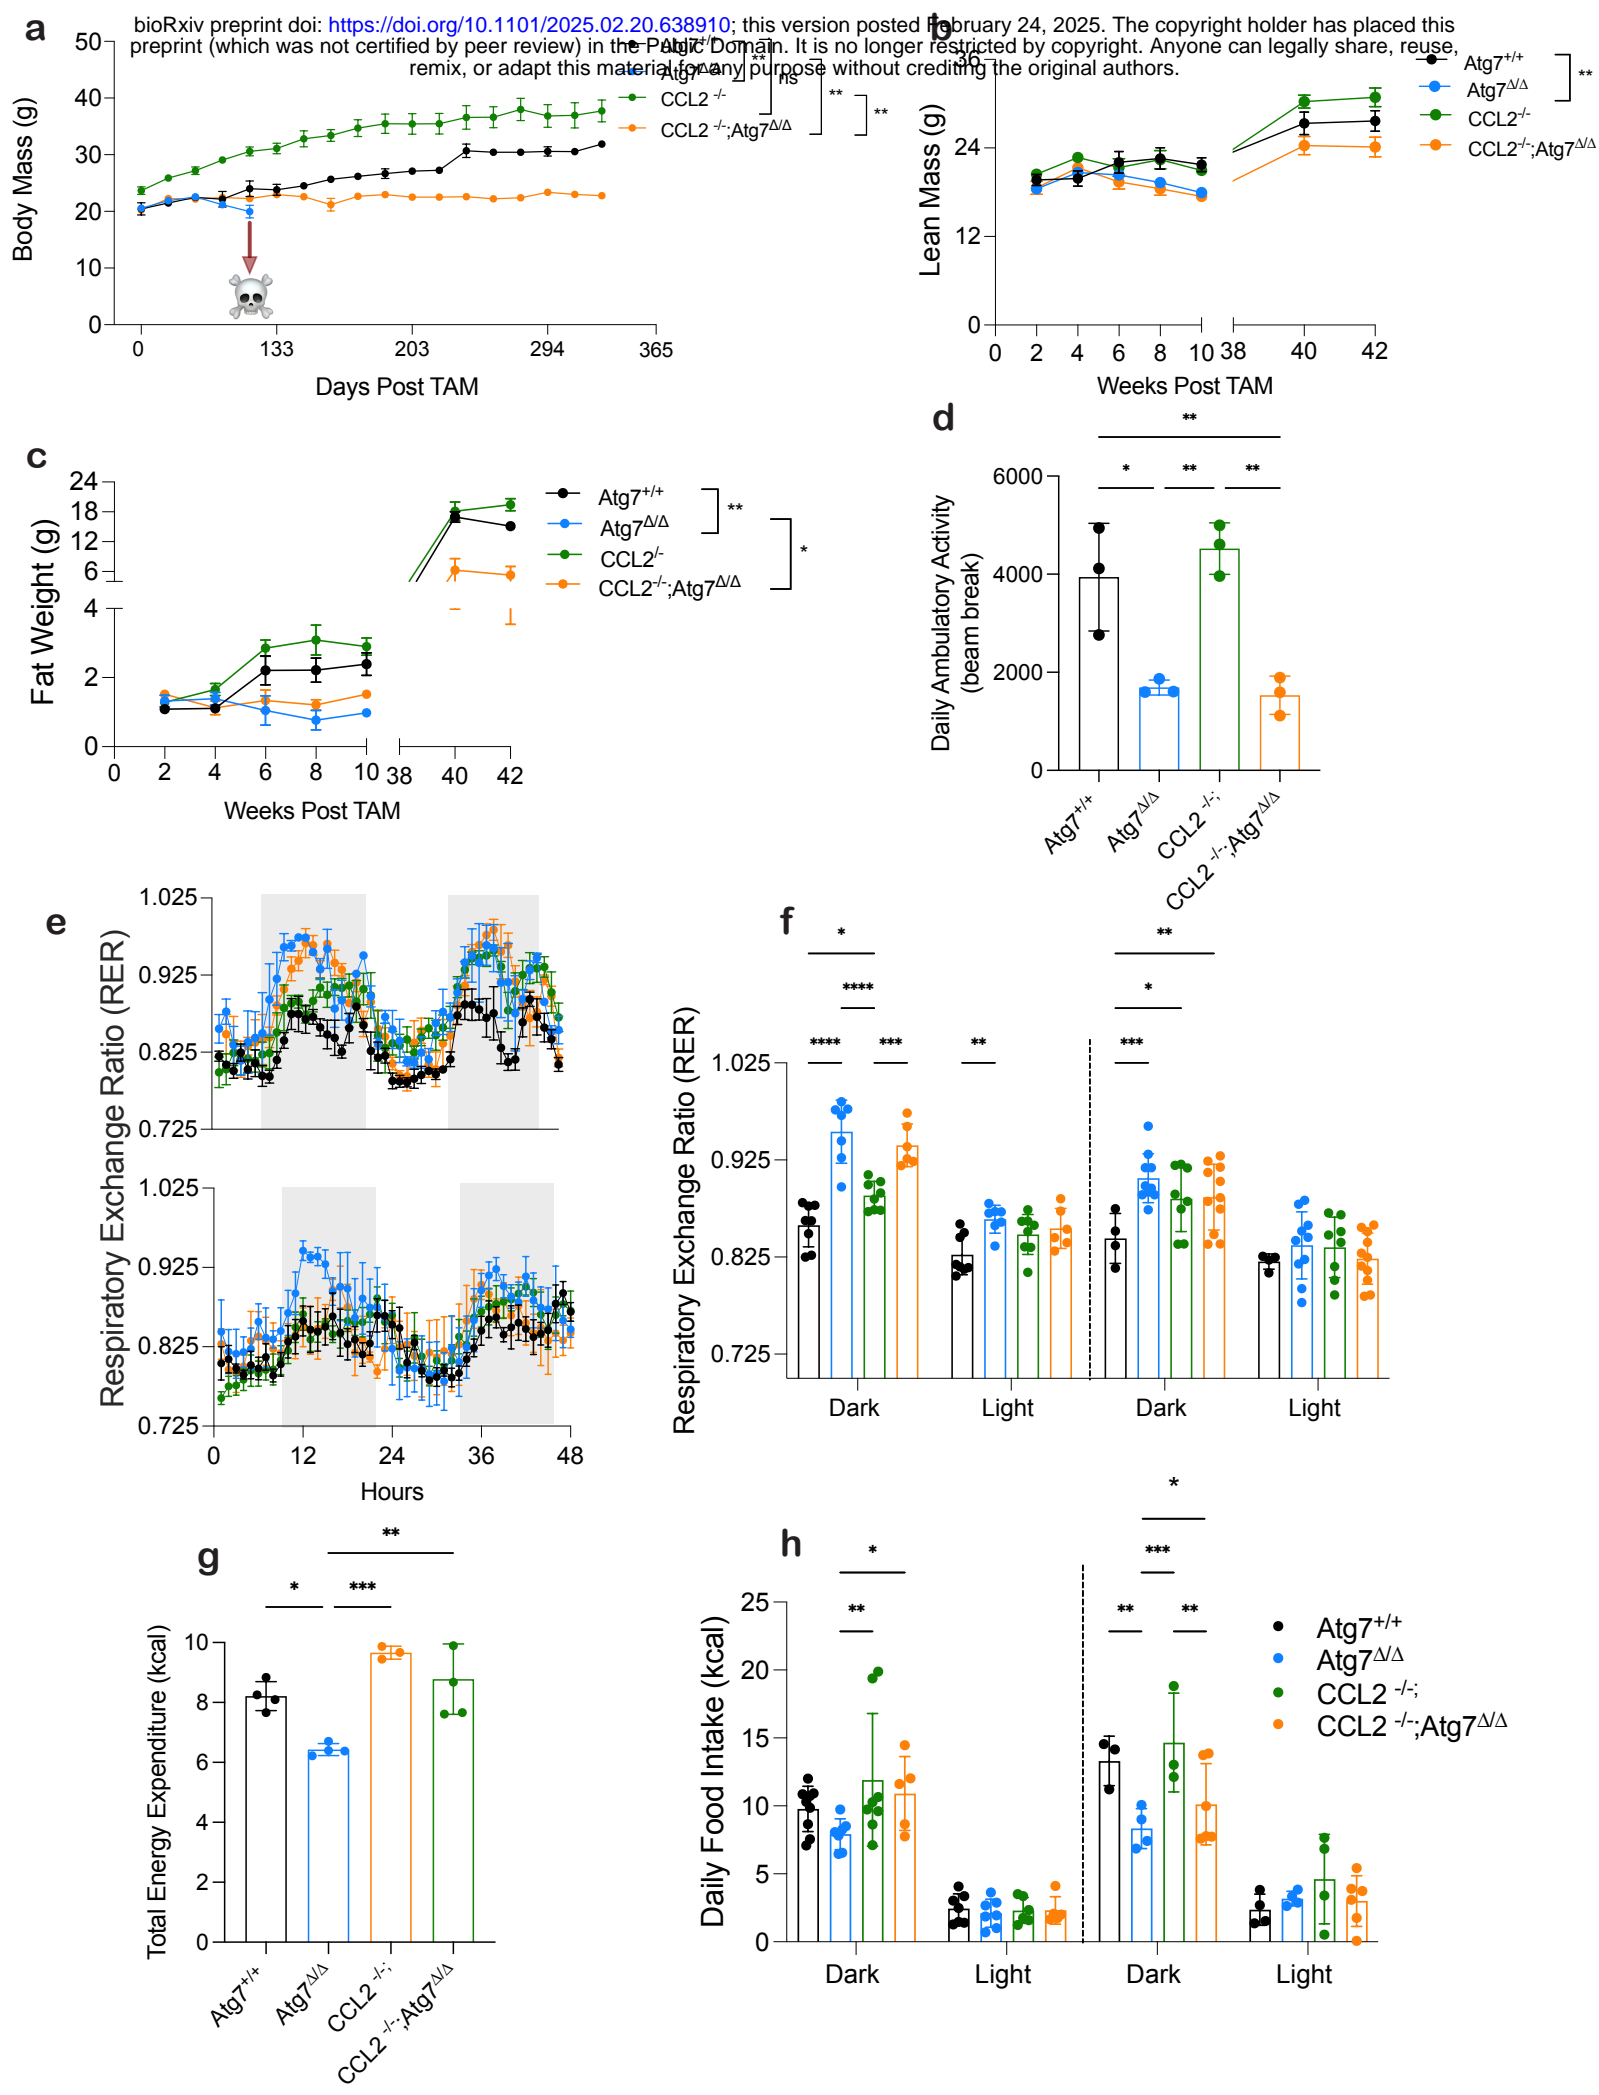 bioRxiv preprint doi: https://doi.org/10.1101/2025.02.20.638910; this version posted February 24, 2025. The copyright holder has placed this
preprint (which was not certified by peer review) in the Public Domain. It is no longer restricted by copyright. Anyone can legally share, reuse,
remix, or adapt this material for any purpose without crediting the original authors.
a
50
40
30
20
10
0
Body Mass (g)
0 133 203 294 365
Days Post TAM
Atg7+/+
Atg7Δ/Δ
CCL2 -/-
CCL2 -/-;Atg7Δ/Δ
** ns ** **
b
36
24
12
0
Lean Mass (g)
0 2 4 6 8 10 38 40 42
Weeks Post TAM
Atg7+/+
Atg7Δ/Δ
CCL2-/-
CCL2-/-;Atg7Δ/Δ
**
c
24
18
12
6
4
2
0
Fat Weight (g)
0 2 4 6 8 10 38 40 42
Weeks Post TAM
Atg7+/+
Atg7Δ/Δ
CCL2/-
CCL2-/-;Atg7Δ/Δ
**
*
d
**
* ** **
6000
4000
2000
0
Daily Ambulatory Activity
(beam break)
Atg7+/+
Atg7Δ/Δ
CCL2 -/-;
CCL2 -/-;Atg7Δ/Δ
e
Respiratory Exchange Ratio (RER)
1.025
0.925
0.825
0.725
1.025
0.925
0.825
0.725
0 12 24 36 48
Hours
f
* **
**** *
**** *** ** ***
Respiratory Exchange Ratio (RER)
1.025
0.925
0.825
0.725
Dark Light Dark Light
g
**
* ***
Total Energy Expenditure (kcal)
10
8
6
4
2
0
Atg7+/+
Atg7Δ/Δ
CCL2 -/-;
CCL2 -/-;Atg7Δ/Δ
h
*
* ***
** ** **
Daily Food Intake (kcal)
25
20
15
10
5
0
Dark Light Dark Light
Atg7+/+
Atg7Δ/Δ
CCL2 -/-;
CCL2 -/-;Atg7Δ/Δ